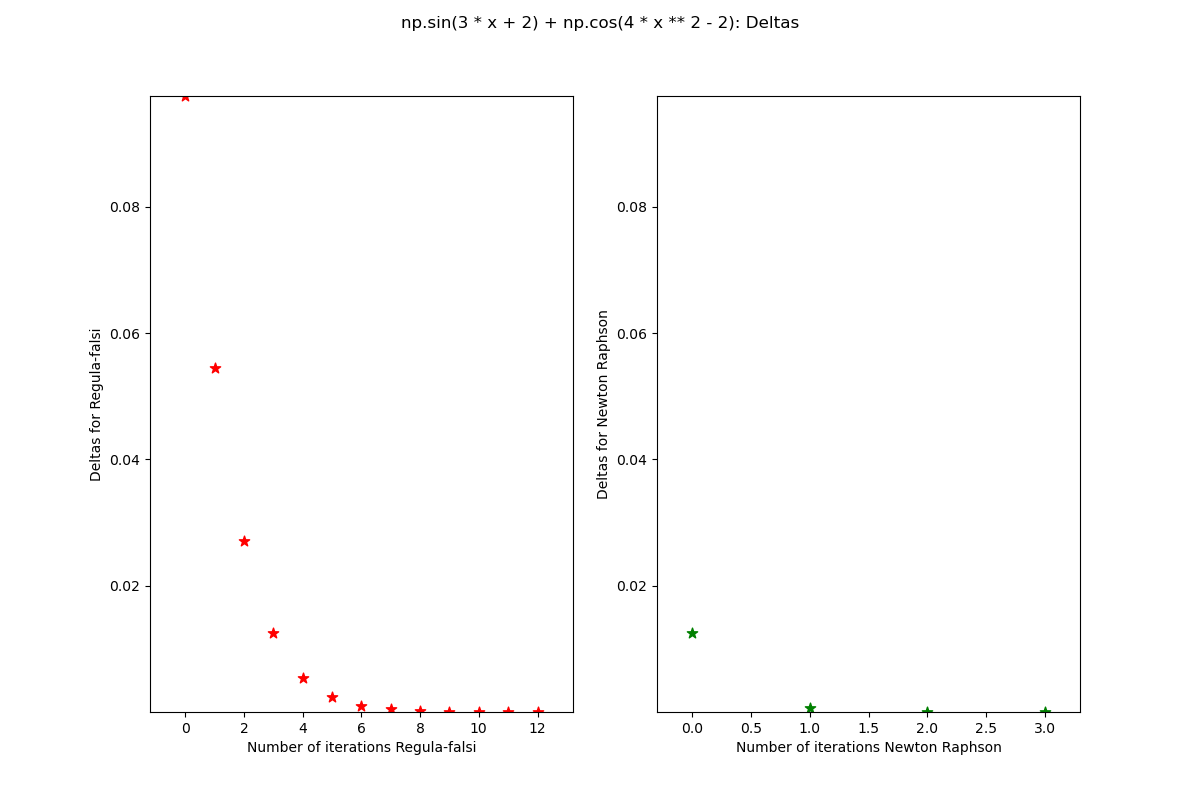 np.sin(3 * x + 2) + np.cos(4 * x ** 2 - 2): Deltas
0.08
0.06
0.04
0.02
Deltas for Regula-falsi
0 2 4 6 8 10 12
Number of iterations Regula-falsi
0.08
0.06
0.04
0.02
Deltas for Newton Raphson
0.0 0.5 1.0 1.5 2.0 2.5 3.0
Number of iterations Newton Raphson